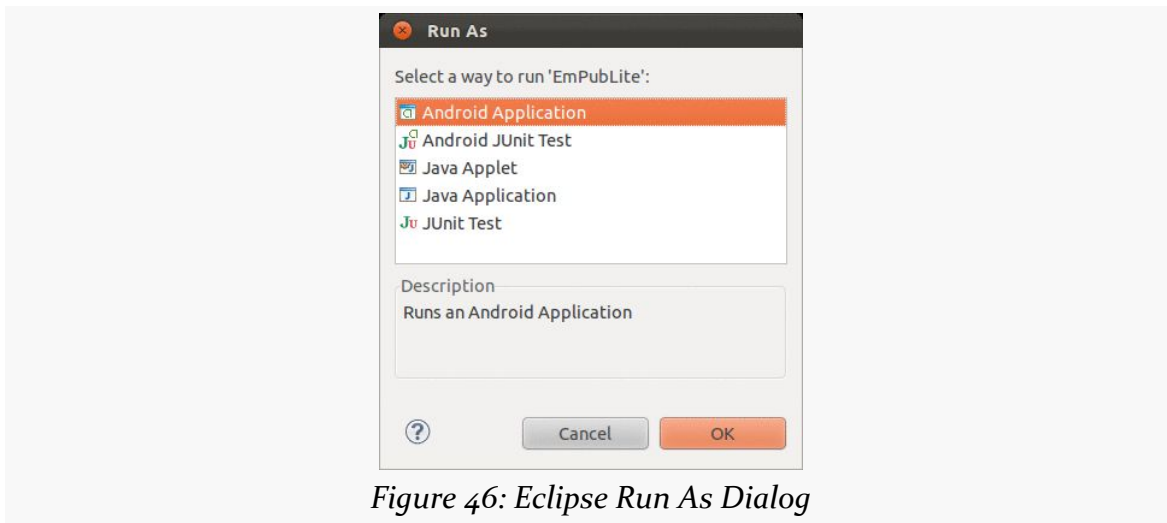 Run As
Select a way to run 'EmPubLite':
Android Application
Android JUnit Test
Java Applet
Java Application
JUnit Test
Description
Runs an Android Application
Cancel OK
Figure 46: Eclipse Run As Dialog